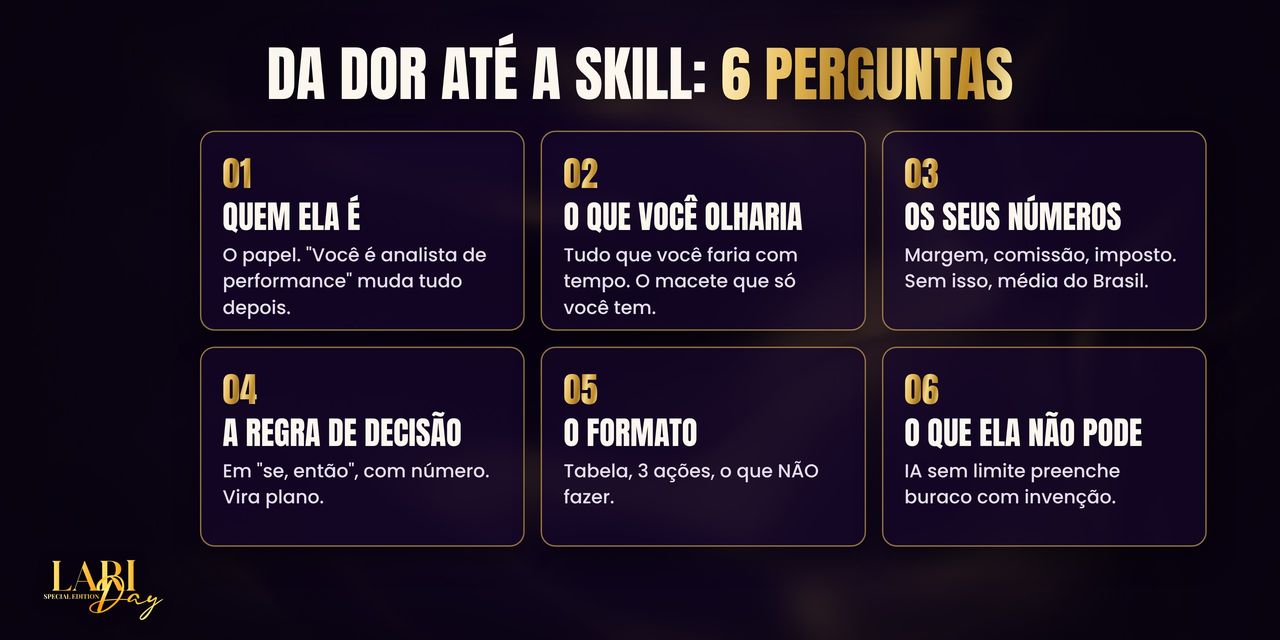 DA DOR ATÉ A SKILL: 6 PERGUNTAS
01
QUEM ELA É
O papel. "Você é analista de
performance" muda tudo
depois.
02
O QUE VOCÊ OLHARIA
Tudo que você faria com
tempo. O macete que só
você tem.
03
OS SEUS NÚMEROS
Margem, comissão, imposto.
Sem isso, média do Brasil.
04
A REGRA DE DECISÃO
Em "se, então", com número.
Vira plano.
05
O FORMATO
Tabela, 3 ações, o que NÃO
fazer.
06
O QUE ELA NÃO PODE
IA sem limite preenche
buraco com invenção.
LABI
SPECIAL EDITION Day